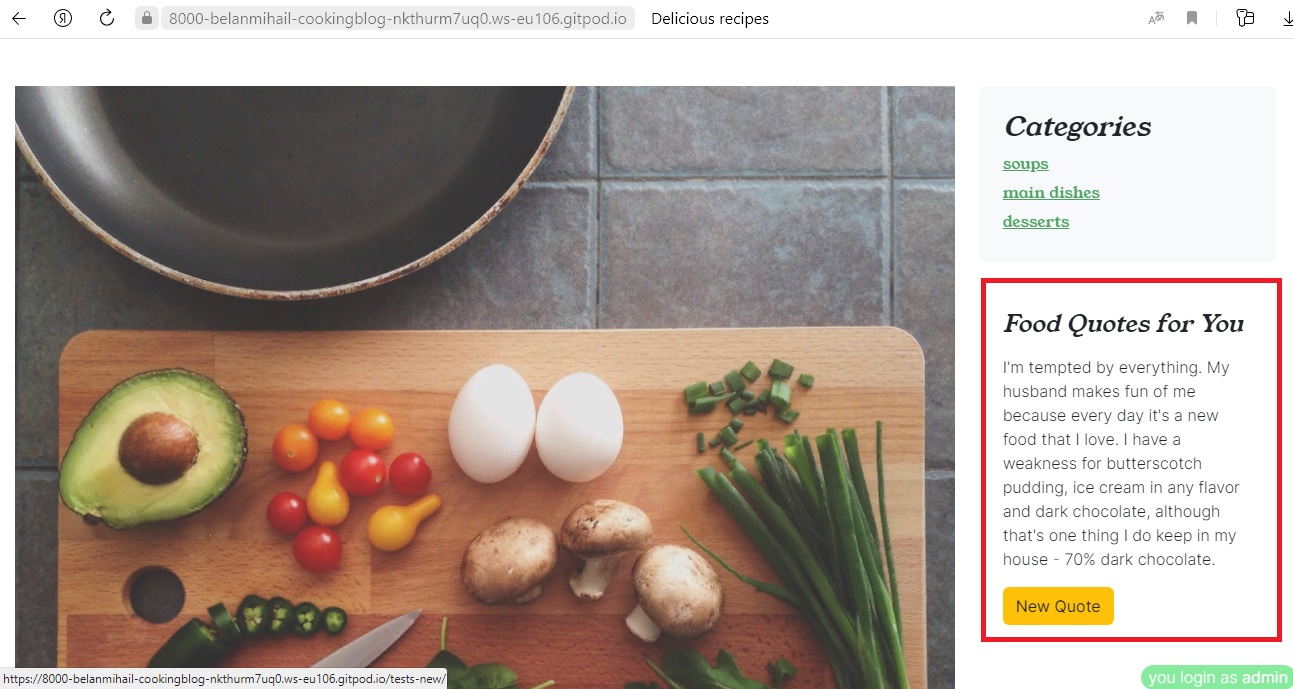 8000-belanmihail-cookingblog-nkthurm7uq0.ws-eu106.gitpod.io Delicious recipes
Categories
soups
main dishes
desserts
Food Quotes for You
I'm tempted by everything. My
husband makes fun of me
because every day it's a new
food that I love. I have a
weakness for butterscotch
pudding, ice cream in any flavor
and dark chocolate, although
that's one thing I do keep in my
house - 70% dark chocolate.
New Quote
https://8000-belanmihail-cookingblog-nkthurm7uq0.ws-eu106.gitpod.io/tests-new/
you login as admin